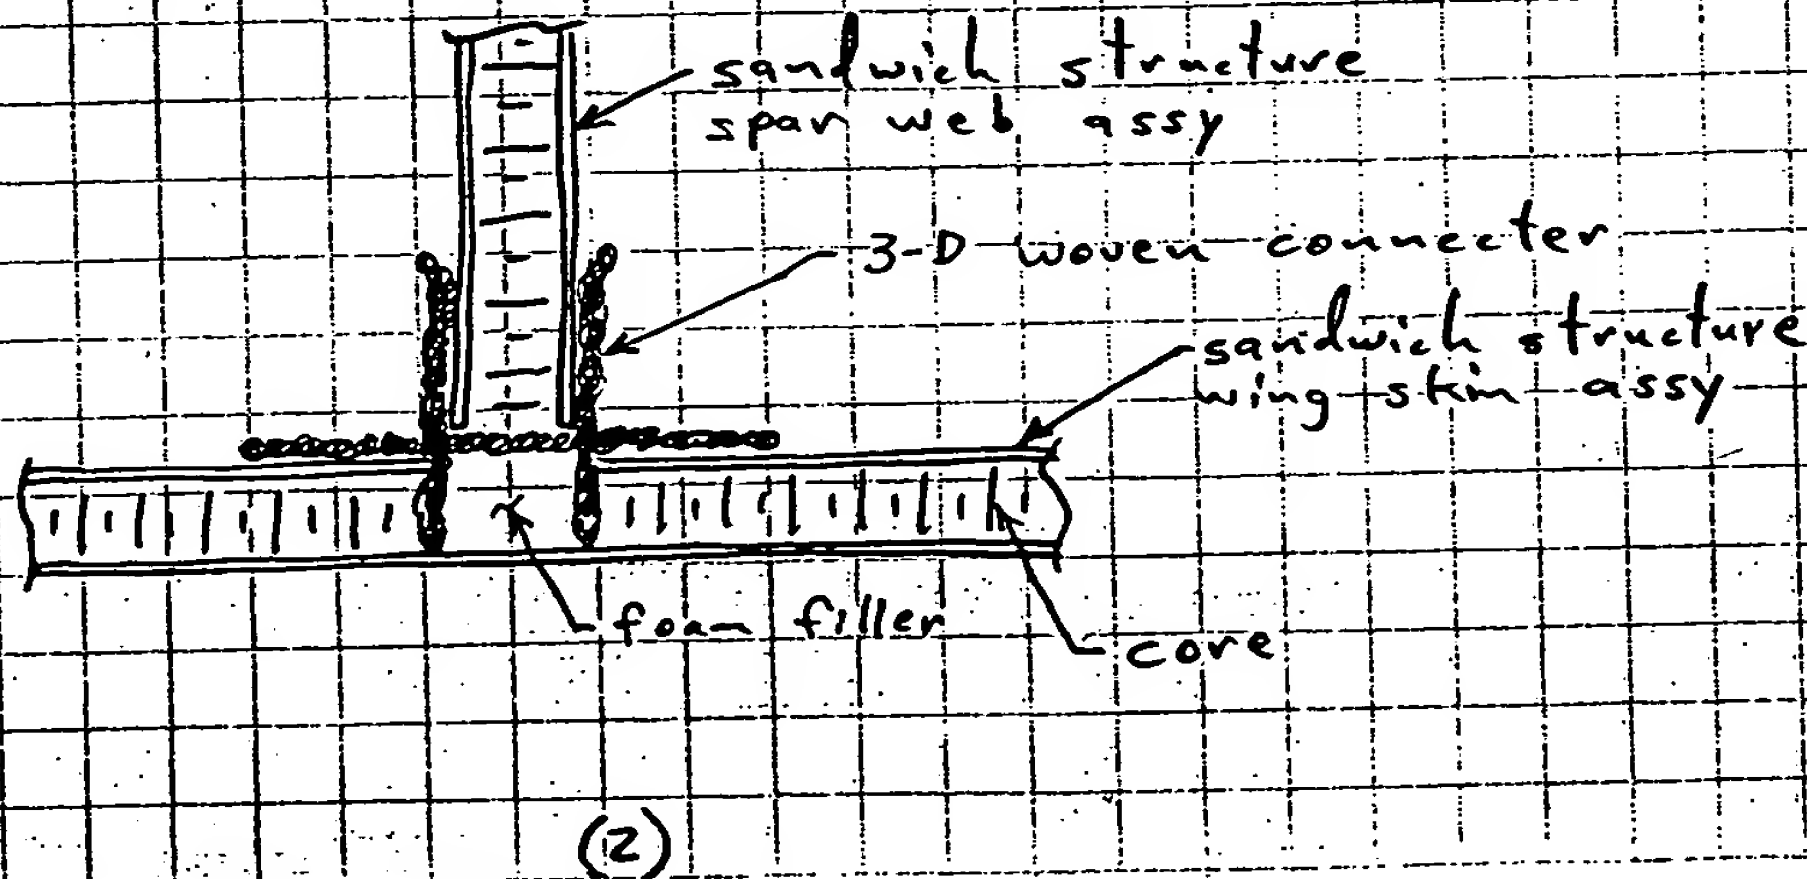 sandwich structure
spar web assy
3-D woven connecter
sandwich structure
wing skin assy
foam filler
core
(2)